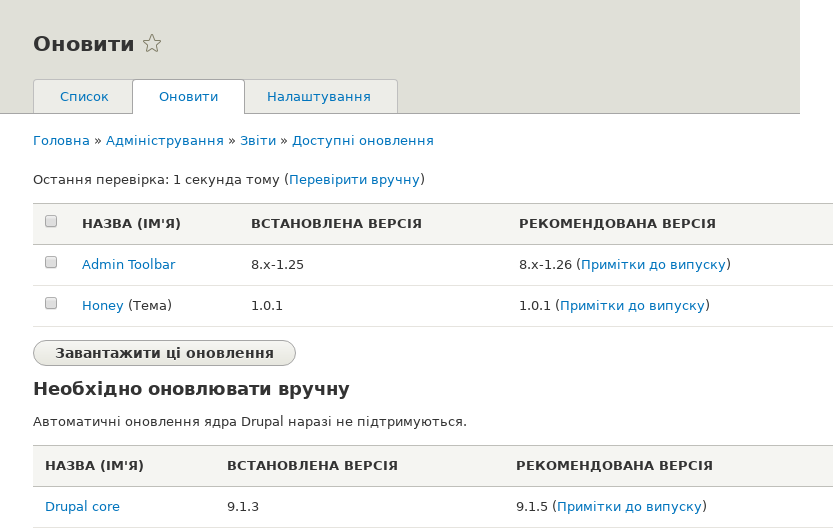 Оновити
Список Оновити Налаштування
Головна » Адміністрування » Звіти » Доступні оновлення
Остання перевірка: 1 секунда тому (Перевірити вручну)
НАЗВА (ІМ'Я) ВСТАНОВЛЕНА ВЕРСІЯ РЕКОМЕНДОВАНА ВЕРСІЯ
Admin Toolbar 8.x-1.25 8.x-1.26 (Примітки до випуску)
Honey (Тема) 1.0.1 1.0.1 (Примітки до випуску)
Завантажити ці оновлення
Необхідно оновлювати вручну
Автоматичні оновлення ядра Drupal наразі не підтримуються.
НАЗВА (ІМ'Я) ВСТАНОВЛЕНА ВЕРСІЯ РЕКОМЕНДОВАНА ВЕРСІЯ
Drupal core 9.1.3 9.1.5 (Примітки до випуску)